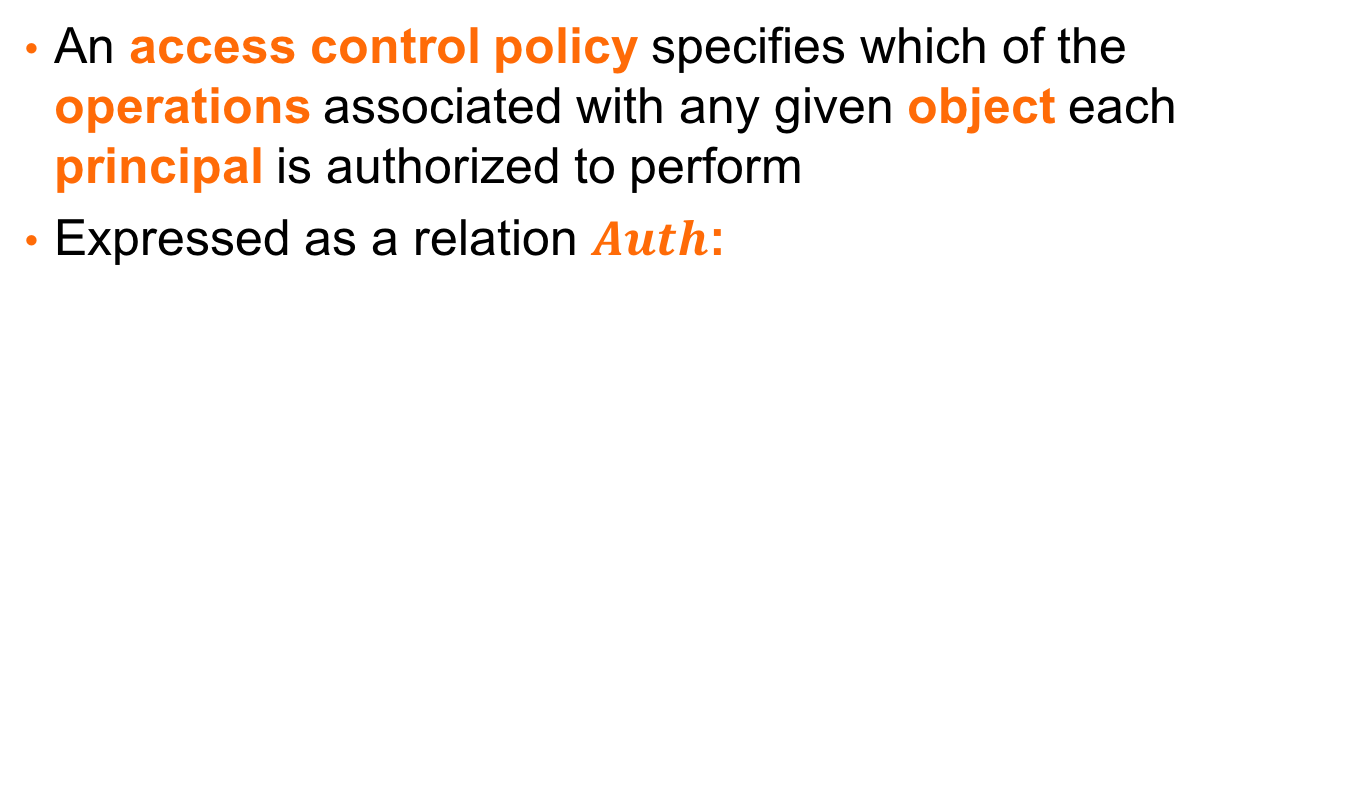 • An access control policy specifies which of the
operations associated with any given object each
principal is authorized to perform
• Expressed as a relation Auth: